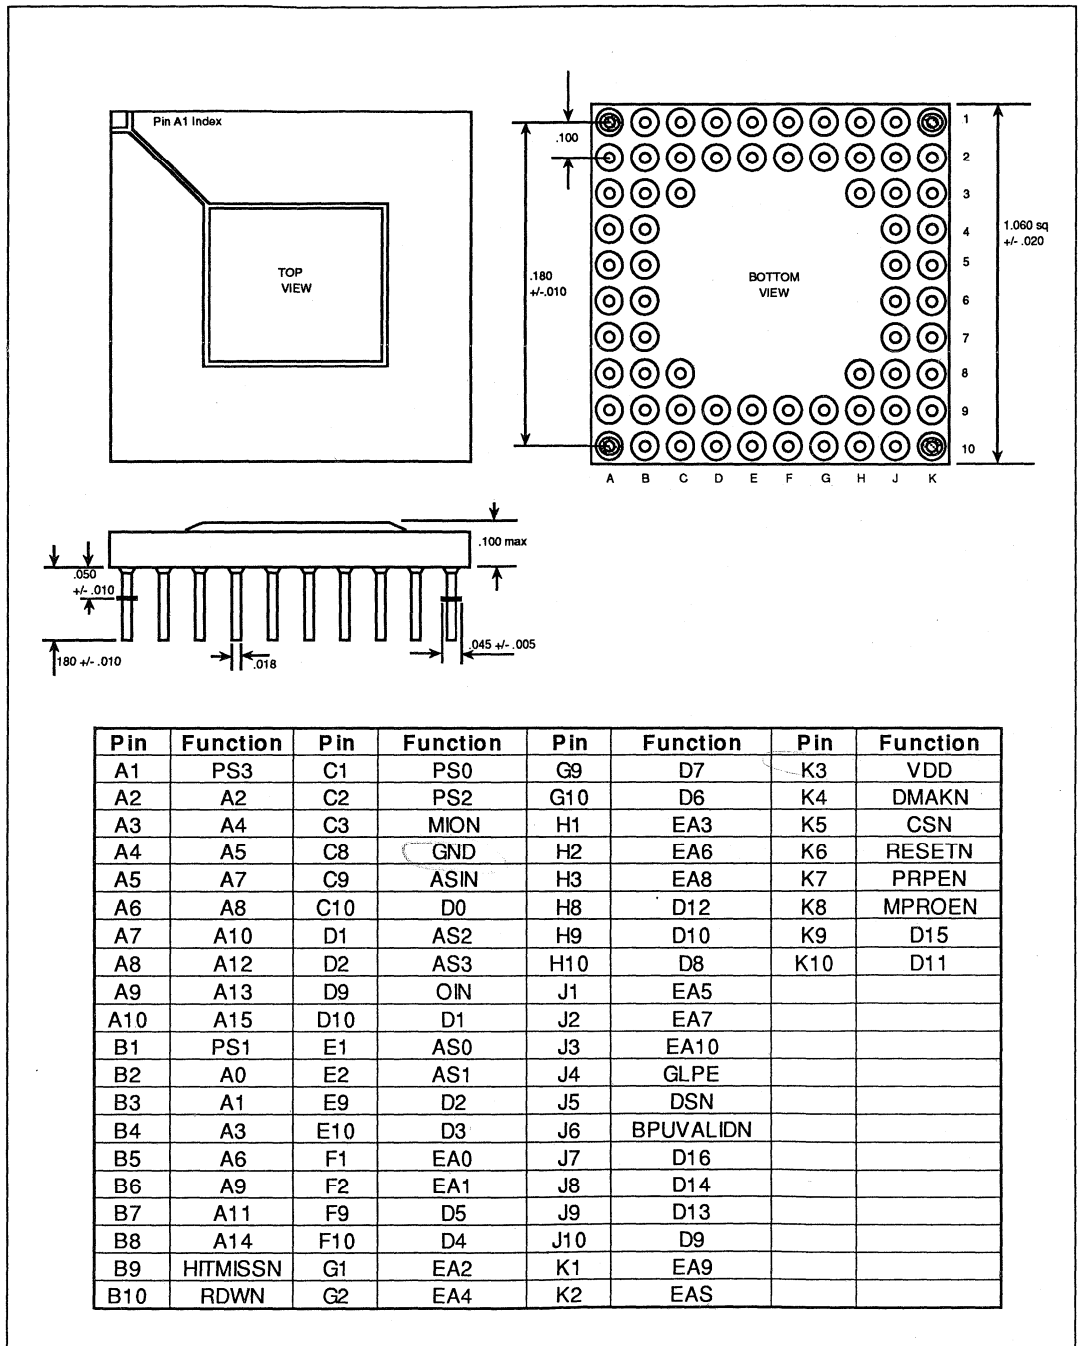 Pin A1 Index
TOP
VIEW
.100
.180
+/-.010
BOTTOM
VIEW
1.060 sq
+/- .020
1
2
3
4
5
6
7
8
9
10
A B C D E F G H J K
.100 max
.050
+/- .010
180 +/- .010
.018
.045 +/- .005
Pin Function Pin Function Pin Function Pin Function
A1 PS3 C1 PS0 G9 D7 K3 VDD
A2 A2 C2 PS2 G10 D6 K4 DMAKN
A3 A4 C3 MION H1 EA3 K5 CSN
A4 A5 C8 GND H2 EA6 K6 RESETN
A5 A7 C9 ASIN H3 EA8 K7 PRPEN
A6 A8 C10 D0 H8 D12 K8 MPROEN
A7 A10 D1 AS2 H9 D10 K9 D15
A8 A12 D2 AS3 H10 D8 K10 D11
A9 A13 D9 OIN J1 EA5
A10 A15 D10 D1 J2 EA7
B1 PS1 E1 AS0 J3 EA10
B2 A0 E2 AS1 J4 GLPE
B3 A1 E9 D2 J5 DSN
B4 A3 E10 D3 J6 BPUVALIDN
B5 A6 F1 EA0 J7 D16
B6 A9 F2 EA1 J8 D14
B7 A11 F9 D5 J9 D13
B8 A14 F10 D4 J10 D9
B9 HITMISSN G1 EA2 K1 EA9
B10 RDWN G2 EA4 K2 EAS